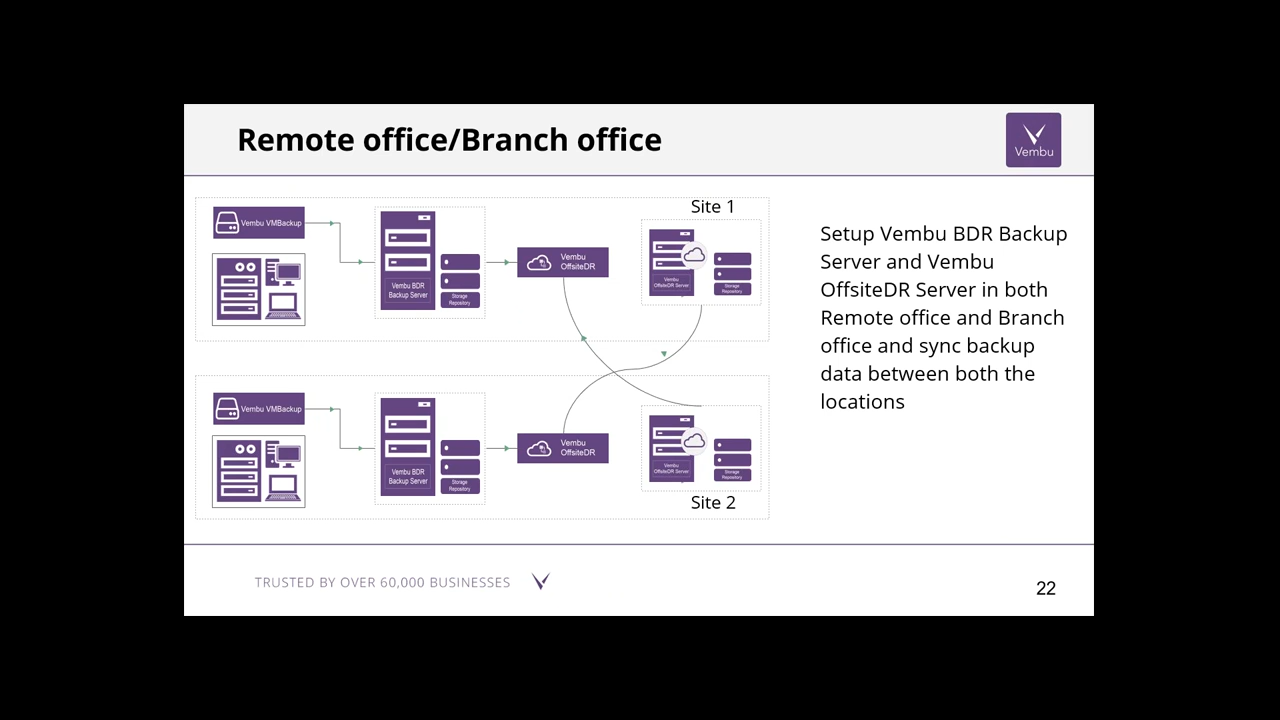 Remote office/Branch office
Vembu
Site 1
Vembu VMBackup
Vembu BDR
Backup Server
Storage
Repository
Vembu
OffsiteDR
Vembu
OffsiteDR Server
Storage
Repository
Vembu VMBackup
Vembu BDR
Backup Server
Storage
Repository
Vembu
OffsiteDR
Vembu
OffsiteDR Server
Storage
Repository
Site 2
Setup Vembu BDR Backup
Server and Vembu
OffsiteDR Server in both
Remote office and Branch
office and sync backup
data between both the
locations
TRUSTED BY OVER 60,000 BUSINESSES
22